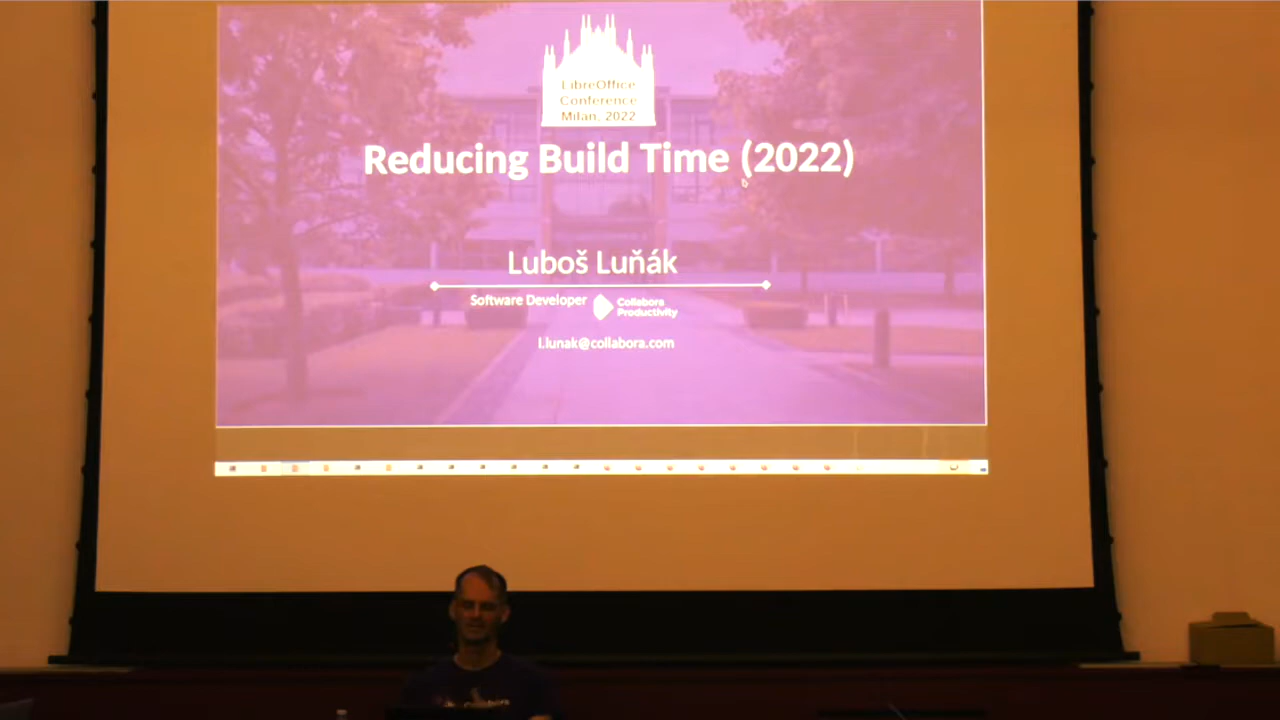 LibreOffice
Conference
Milan, 2022
Reducing Build Time (2022)
Luboš Luňák
Software Developer
Collabora
Productivity
l.lunak@collabora.com